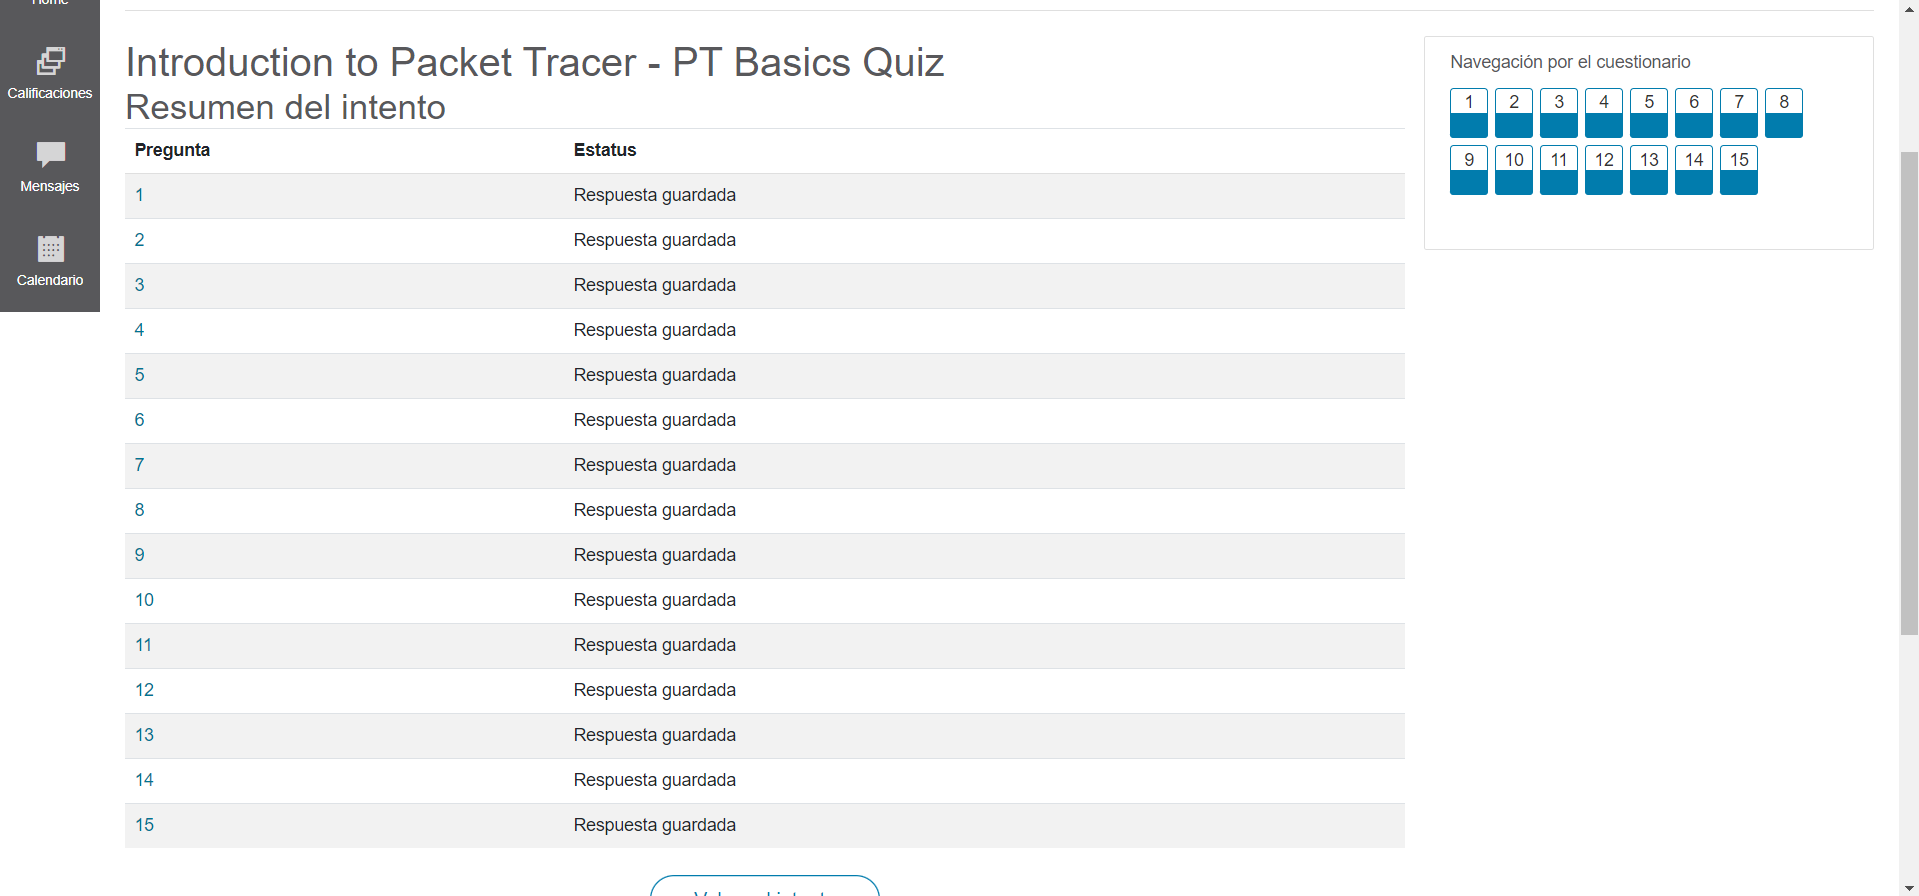 Home
Calificaciones
Mensajes
Calendario
Introduction to Packet Tracer - PT Basics Quiz
Resumen del intento
Pregunta Estatus
1 Respuesta guardada
2 Respuesta guardada
3 Respuesta guardada
4 Respuesta guardada
5 Respuesta guardada
6 Respuesta guardada
7 Respuesta guardada
8 Respuesta guardada
9 Respuesta guardada
10 Respuesta guardada
11 Respuesta guardada
12 Respuesta guardada
13 Respuesta guardada
14 Respuesta guardada
15 Respuesta guardada
Navegación por el cuestionario
1 2 3 4 5 6 7 8
9 10 11 12 13 14 15